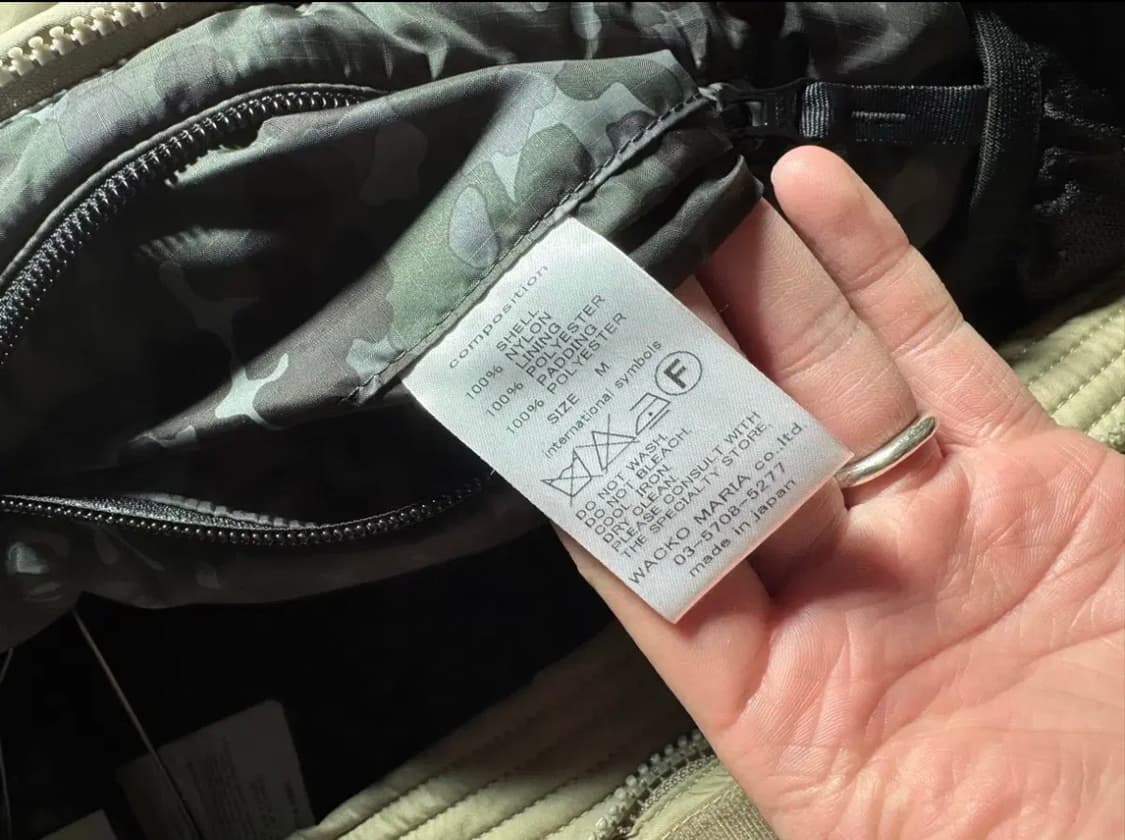 composition
SHELL
100% NYLON
LINING
100% POLYESTER
PADDING
100% POLYESTER
SIZE M
international symbols
F
DO NOT WASH.
DO NOT BLEACH.
COOL IRON.
DRY CLEAN.
PLEASE CONSULT WITH
THE SPECIALTY STORE.
WACKO MARIA co.,ltd.
03-5708-5277
made in japan